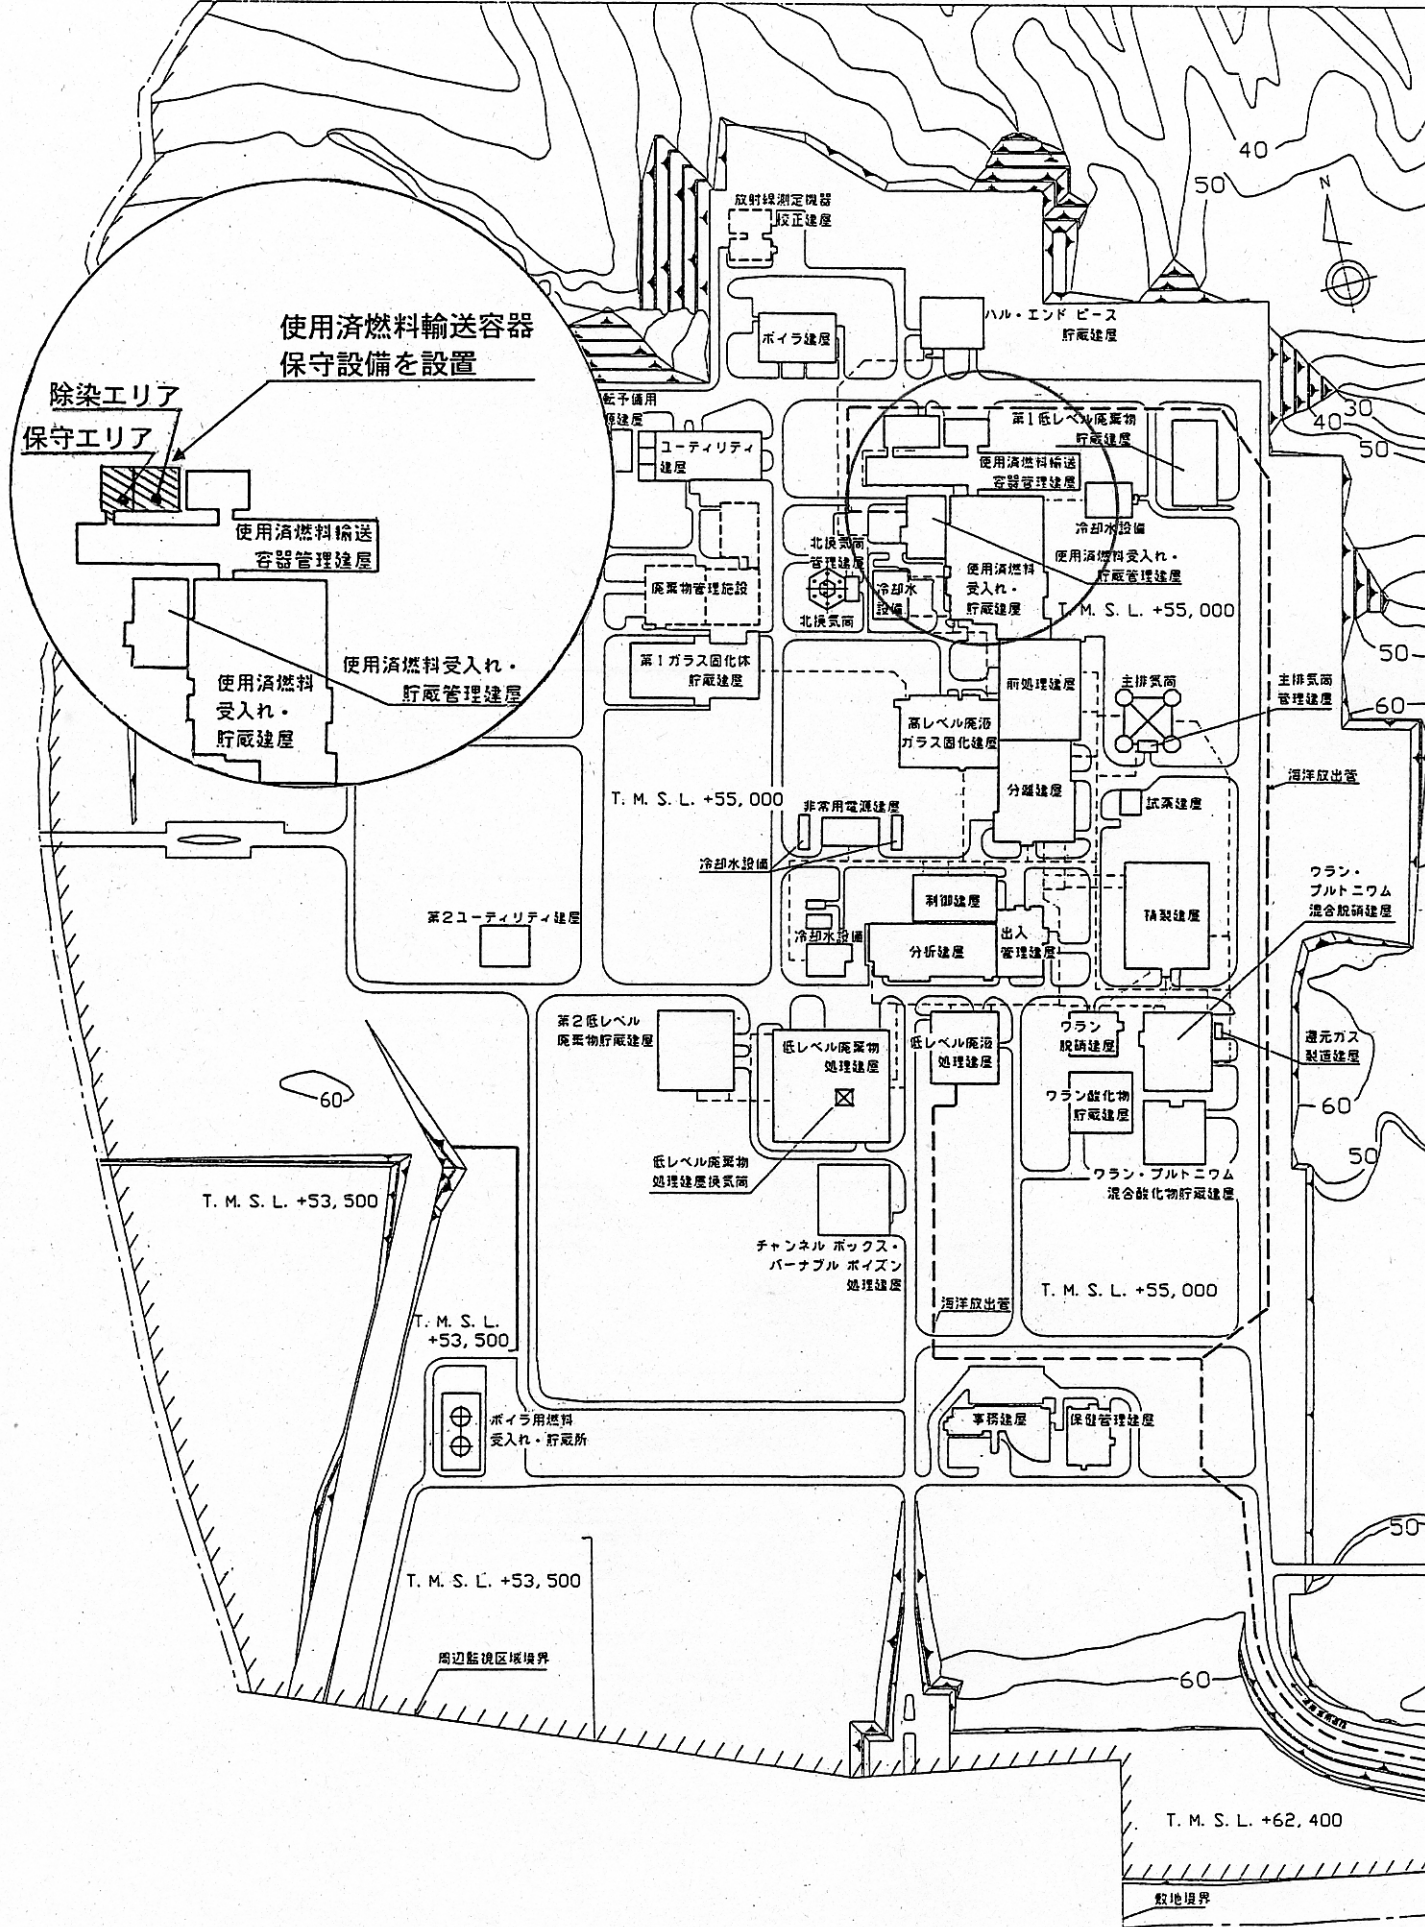 40
50
N
放射線測定機器
校正建屋
ハル・エンド ピース
貯蔵建屋
ボイラ建屋
使用済燃料輸送容器
保守設備を設置
除染エリア
保守エリア
使用済燃料輸送
容器管理建屋
使用済燃料受入れ・
貯蔵管理建屋
使用済燃料
受入れ・
貯蔵建屋
転予備用
源建屋
ユーティリティ
建屋
第1低レベル廃棄物
貯蔵建屋
30
40
50
使用済燃料輸送
容器管理建屋
冷却水設備
北換気筒
管理建屋
使用済燃料受入れ・
貯蔵管理建屋
使用済燃料
受入れ・
貯蔵建屋
廃棄物管理施設
冷却水
設備
北換気筒
T. M. S. L. +55,000
50
第1ガラス固化体
貯蔵建屋
前処理建屋
主排気筒
主排気筒
管理建屋
60
高レベル廃液
ガラス固化建屋
海洋放出管
分離建屋
T. M. S. L. +55,000
非常用電源建屋
試薬建屋
冷却水設備
ウラン・
プルトニウム
混合脱硝建屋
制御建屋
精製建屋
第2ユーティリティ建屋
冷却水設備
分析建屋
出入
管理建屋
第2低レベル
廃棄物貯蔵建屋
低レベル廃棄物
処理建屋
低レベル廃液
処理建屋
ウラン
脱硝建屋
還元ガス
製造建屋
60
ウラン酸化物
貯蔵建屋
60
50
低レベル廃棄物
処理建屋換気筒
ウラン・プルトニウム
混合酸化物貯蔵建屋
T. M. S. L. +53,500
チャンネル ボックス・
バーナブル ポイズン
処理建屋
T. M. S. L. +55,000
海洋放出管
T. M. S. L.
+53,500
ボイラ用燃料
受入れ・貯蔵所
事務建屋
保健管理建屋
50
T. M. S. L. +53,500
周辺監視区域境界
60
T. M. S. L. +62,400
敷地境界